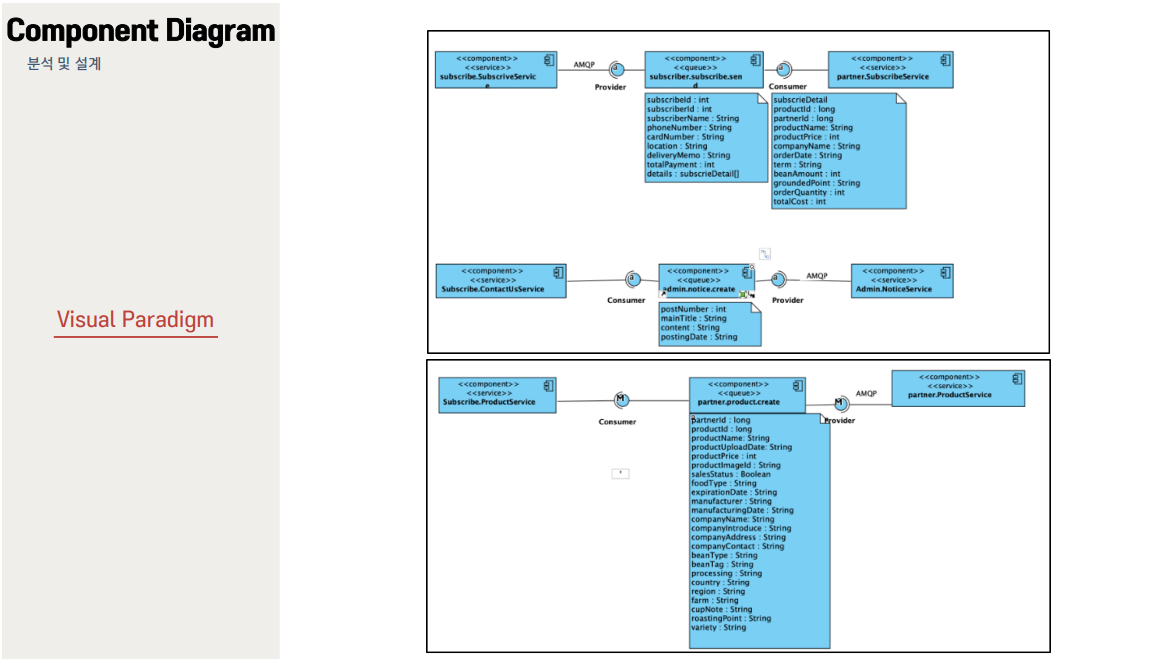 Component Diagram
분석 및 설계
Visual Paradigm
<<component>>
<<service>>
subscribe.SubscriveServic
e
AMQP
a
Provider
<<component>>
<<queue>>
subscriber.subscribe.sen
d
a
Consumer
<<component>>
<<service>>
partner.SubscribeService
subscribeId : int
subscriberId : int
subscriberName : String
phoneNumber : String
cardNumber : String
location : String
deliveryMemo : String
totalPayment : int
details : subscrieDetail[]
subscrieDetail
productId : long
partnerId : long
productName: String
productPrice : int
companyName : String
orderDate : String
term : String
beanAmount : int
groundedPoint : String
orderQuantity : int
totalCost : int
<<component>>
<<service>>
Subscribe.ContactUsService
a
Consumer
<<component>>
<<queue>>
admin.notice.create
a
Provider
AMQP
<<component>>
<<service>>
Admin.NoticeService
postNumber : int
mainTitle : String
content : String
postingDate : String
<<component>>
<<service>>
Subscribe.ProductService
M
Consumer
<<component>>
<<queue>>
partner.product.create
M
Provider
AMQP
<<component>>
<<service>>
partner.ProductService
partnerId : long
productId : long
productName: String
productUploadDate: String
productPrice : int
productImageId : String
salesStatus : Boolean
foodType : String
expirationDate : String
manufacturer : String
manufacturingDate : String
companyName: String
companyIntroduce : String
companyAddress : String
companyContact : String
beanType : String
beanTag : String
processing : String
country : String
region : String
farm : String
cupNote : String
roastingPoint : String
variety : String